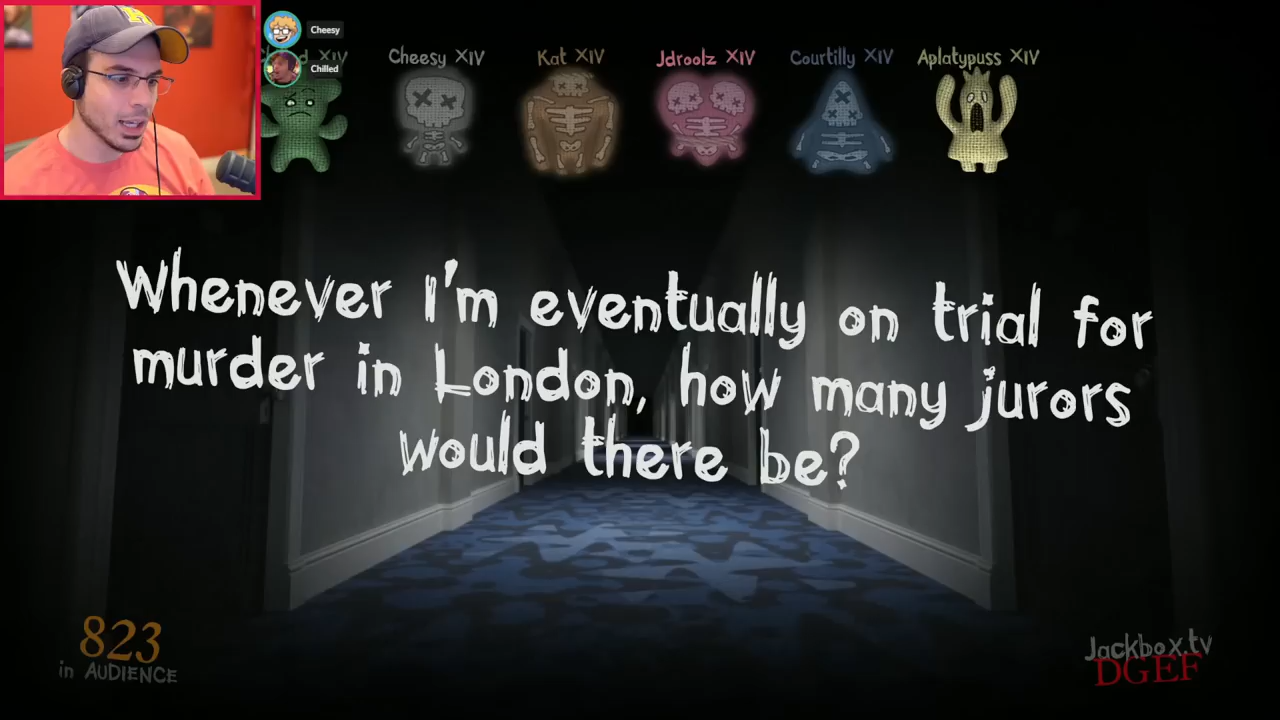 Cheesy
Chilled
XIV
Cheesy XIV
Kat XIV
Jdroolz XIV
Courtilly XIV
Aplatypuss XIV
Whenever I'm eventually on trial for
murder in London, how many jurors
would there be?
823
in AUDIENCE
Jackbox.tv
DGEF